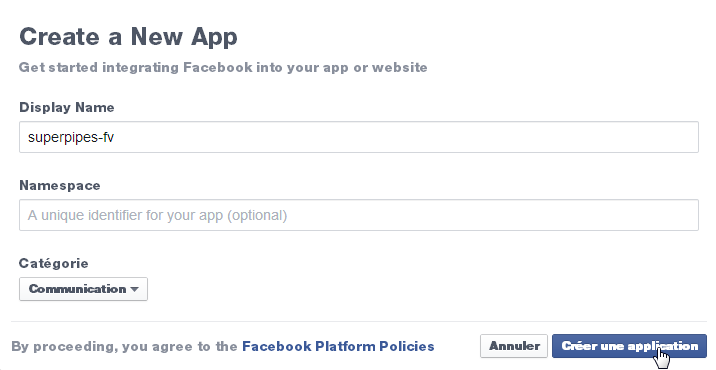 Create a New App
Get started integrating Facebook into your app or website
Display Name
superpipes-fv
Namespace
A unique identifier for your app (optional)
Catégorie
Communication
By proceeding, you agree to the Facebook Platform Policies
Annuler
Créer une application